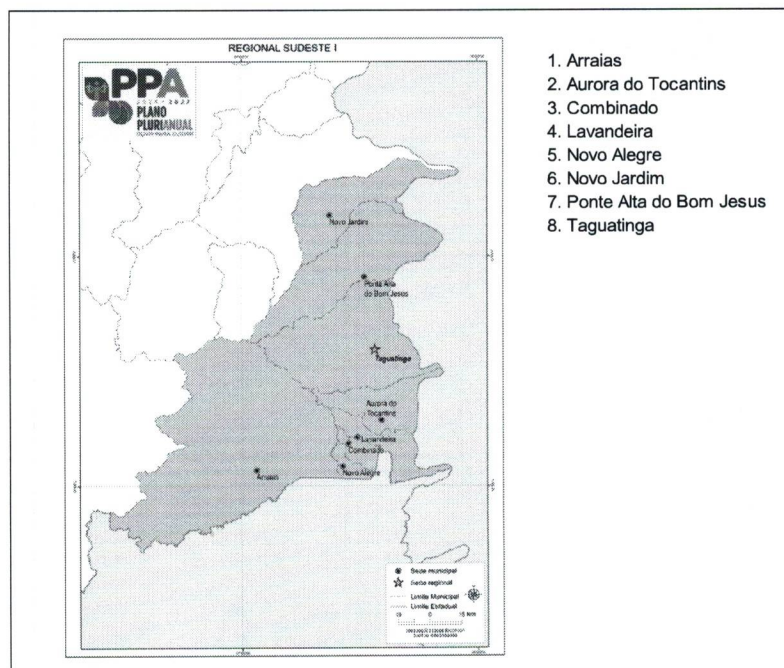 REGIONAL SUDESTE I
PPA
PLANO
PLURIANUAL
Novo Jardim
Ponte Alta
do Bom Jesus
Taguatinga
Aurora do
Tocantins
Lavandeira
Combinado
Novo Alegre
Arraias
Sede municipal
Sede regional
Limite Municipal
Limite Estadual
1. Arraias
2. Aurora do Tocantins
3. Combinado
4. Lavandeira
5. Novo Alegre
6. Novo Jardim
7. Ponte Alta do Bom Jesus
8. Taguatinga